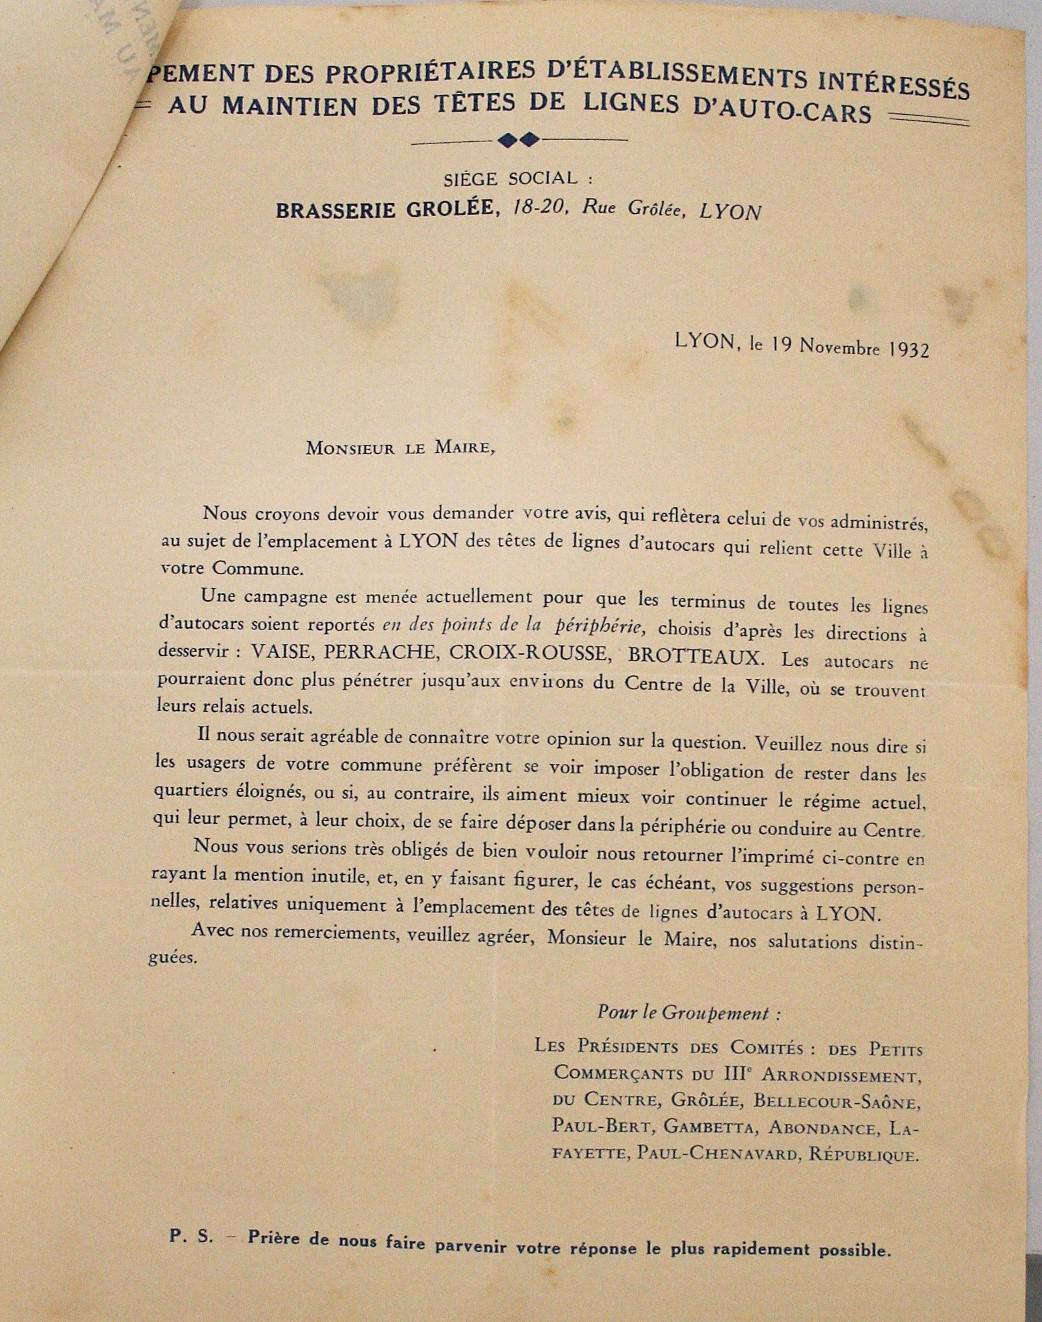 PEMENT DES PROPRIÉTAIRES D'ÉTABLISSEMENTS INTÉRESSÉS
AU MAINTIEN DES TÊTES DE LIGNES D'AUTO-CARS
SIÈGE SOCIAL :
BRASSERIE GROLÉE, 18-20, Rue Grôlée, LYON
LYON, le 19 Novembre 1932
MONSIEUR LE MAIRE,
Nous croyons devoir vous demander votre avis, qui reflètera celui de vos administrés,
au sujet de l'emplacement à LYON des têtes de lignes d'autocars qui relient cette Ville à
votre Commune.
Une campagne est menée actuellement pour que les terminus de toutes les lignes
d'autocars soient reportés en des points de la périphérie, choisis d'après les directions à
desservir : VAISE, PERRACHE, CROIX-ROUSSE, BROTTEAUX. Les autocars ne
pourraient donc plus pénétrer jusqu'aux environs du Centre de la Ville, où se trouvent
leurs relais actuels.
Il nous serait agréable de connaître votre opinion sur la question. Veuillez nous dire si
les usagers de votre commune préfèrent se voir imposer l'obligation de rester dans les
quartiers éloignés, ou si, au contraire, ils aiment mieux voir continuer le régime actuel,
qui leur permet, à leur choix, de se faire déposer dans la périphérie ou conduire au Centre.
Nous vous serions très obligés de bien vouloir nous retourner l'imprimé ci-contre en
rayant la mention inutile, et, en y faisant figurer, le cas échéant, vos suggestions person-
nelles, relatives uniquement à l'emplacement des têtes de lignes d'autocars à LYON.
Avec nos remerciements, veuillez agréer, Monsieur le Maire, nos salutations distin-
guées.
Pour le Groupement :
LES PRÉSIDENTS DES COMITÉS : DES PETITS
COMMERÇANTS DU IIIe ARRONDISSEMENT,
DU CENTRE, GRÔLÉE, BELLECOUR-SAÔNE,
PAUL-BERT, GAMBETTA, ABONDANCE, LA-
FAYETTE, PAUL-CHENAVARD, RÉPUBLIQUE.
P. S. – Prière de nous faire parvenir votre réponse le plus rapidement possible.